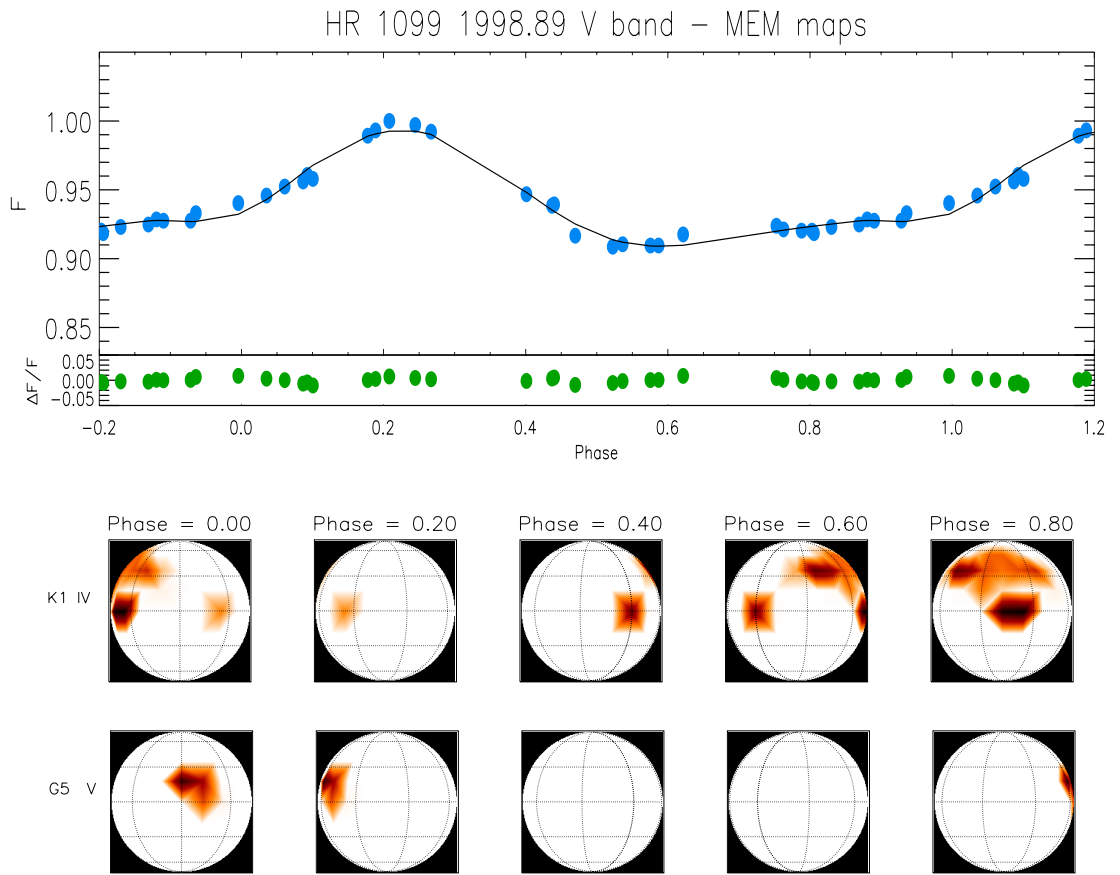 HR 1099 1998.89 V band - MEM maps
1.00
0.95
F
0.90
0.85
0.05
ΔF/F
0.00
-0.05
-0.2 0.0 0.2 0.4 0.6 0.8 1.0 1.2
Phase
Phase = 0.00 Phase = 0.20 Phase = 0.40 Phase = 0.60 Phase = 0.80
K1 IV
G5 V